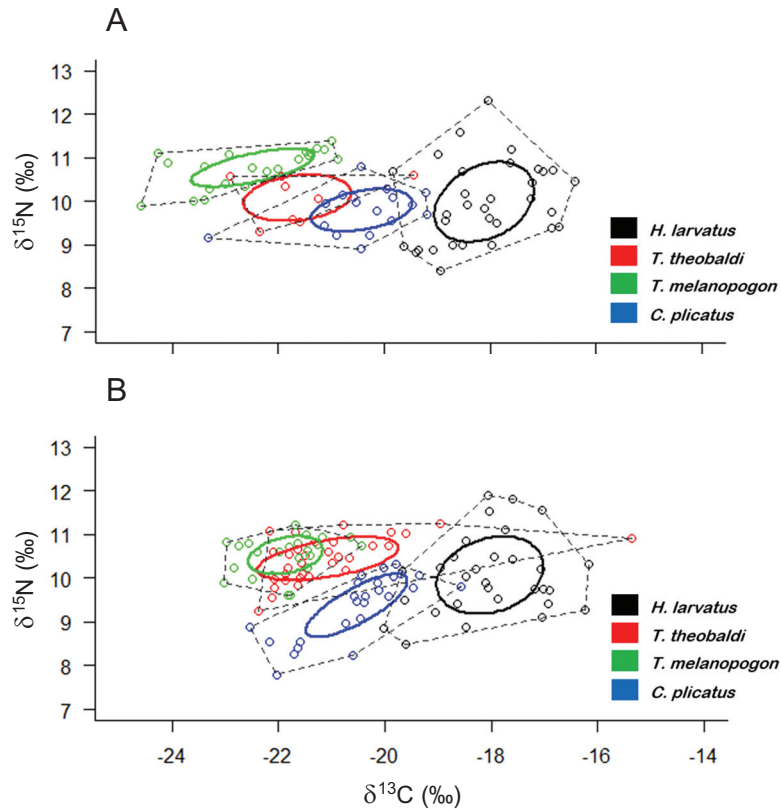 A
13
12
11
10
9
8
7
δ¹⁵N (‰)
H. larvatus
T. theobaldi
T. melanopogon
C. plicatus
B
13
12
11
10
9
8
7
δ¹⁵N (‰)
H. larvatus
T. theobaldi
T. melanopogon
C. plicatus
-24 -22 -20 -18 -16 -14
δ¹³C (‰)